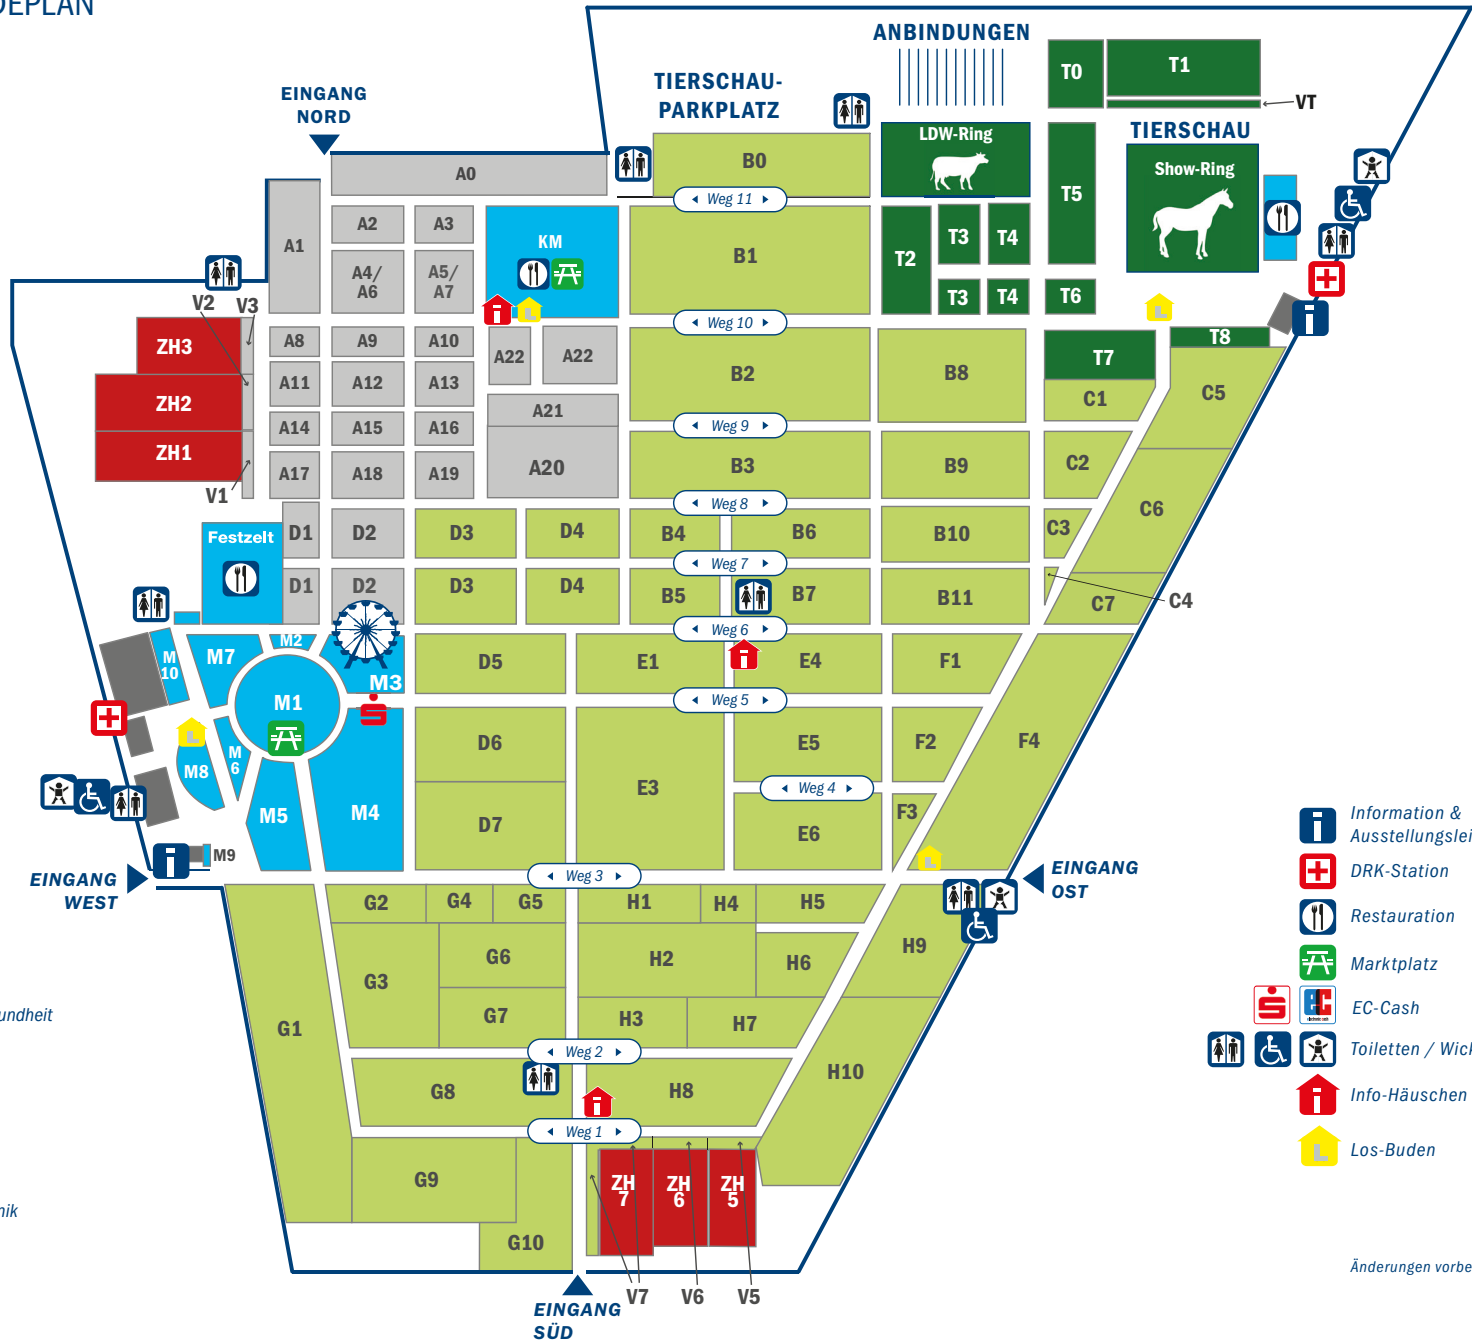 DEPLAN
ANBINDUNGEN
TIERSCHAU-
PARKPLATZ
EINGANG
NORD
T0
T1
VT
TIERSCHAU
LDW-Ring
Show-Ring
A0
B0
Weg 11
A1
A2
A3
A4/
A6
A5/
A7
KM
B1
T2
T3
T4
T5
T3
T4
T6
L
V2
V3
Weg 10
ZH3
ZH2
ZH1
V1
A8
A9
A10
A22
A22
A11
A12
A13
A14
A15
A16
A17
A18
A19
A21
A20
B2
B8
T7
T8
C1
C5
Weg 9
B3
B9
C2
C6
Weg 8
Festzelt
D1
D2
D3
D4
B4
B6
B10
C3
Weg 7
D1
D2
D3
D4
B5
B7
B11
C7
C4
Weg 6
M
10
M7
M2
M3
M1
D5
E1
E4
F1
Weg 5
L
M8
M
6
M5
M4
D6
D7
E3
E5
F2
F4
Weg 4
E6
F3
L
M9
Weg 3
EINGANG
WEST
EINGANG
OST
G2
G4
G5
H1
H4
H5
G3
G6
H2
H6
H9
G1
G7
H3
H7
Weg 2
G8
H8
H10
Weg 1
G9
G10
ZH
7
ZH
6
ZH
5
V7
V6
V5
EINGANG
SÜD
undheit
nik
Information &
Ausstellungslei
DRK-Station
Restauration
Marktplatz
EC-Cash
Toiletten / Wic
Info-Häuschen
L
Los-Buden
Änderungen vorbe